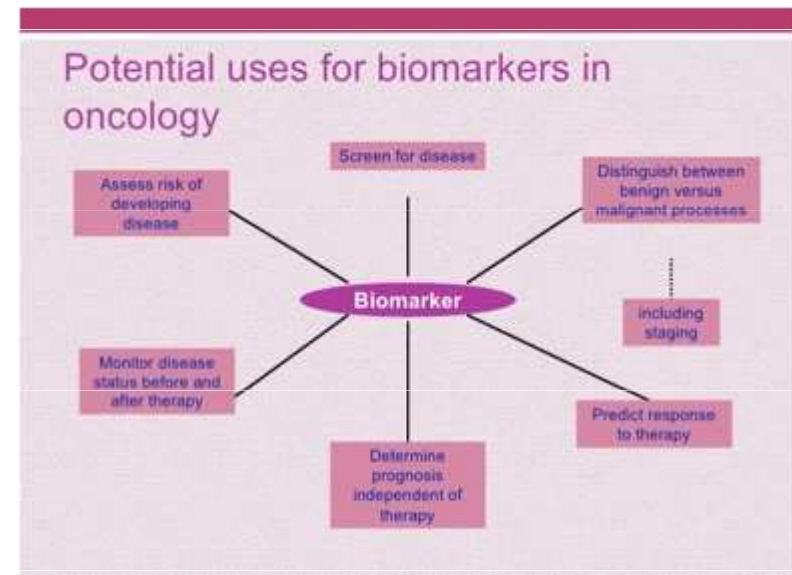 Potential uses for biomarkers in
oncology
Screen for disease
Assess risk of
developing
disease
Distinguish between
benign versus
malignant processes
Biomarker
including
staging
Monitor disease
status before and
after therapy
Predict response
to therapy
Determine
prognosis
independent of
therapy